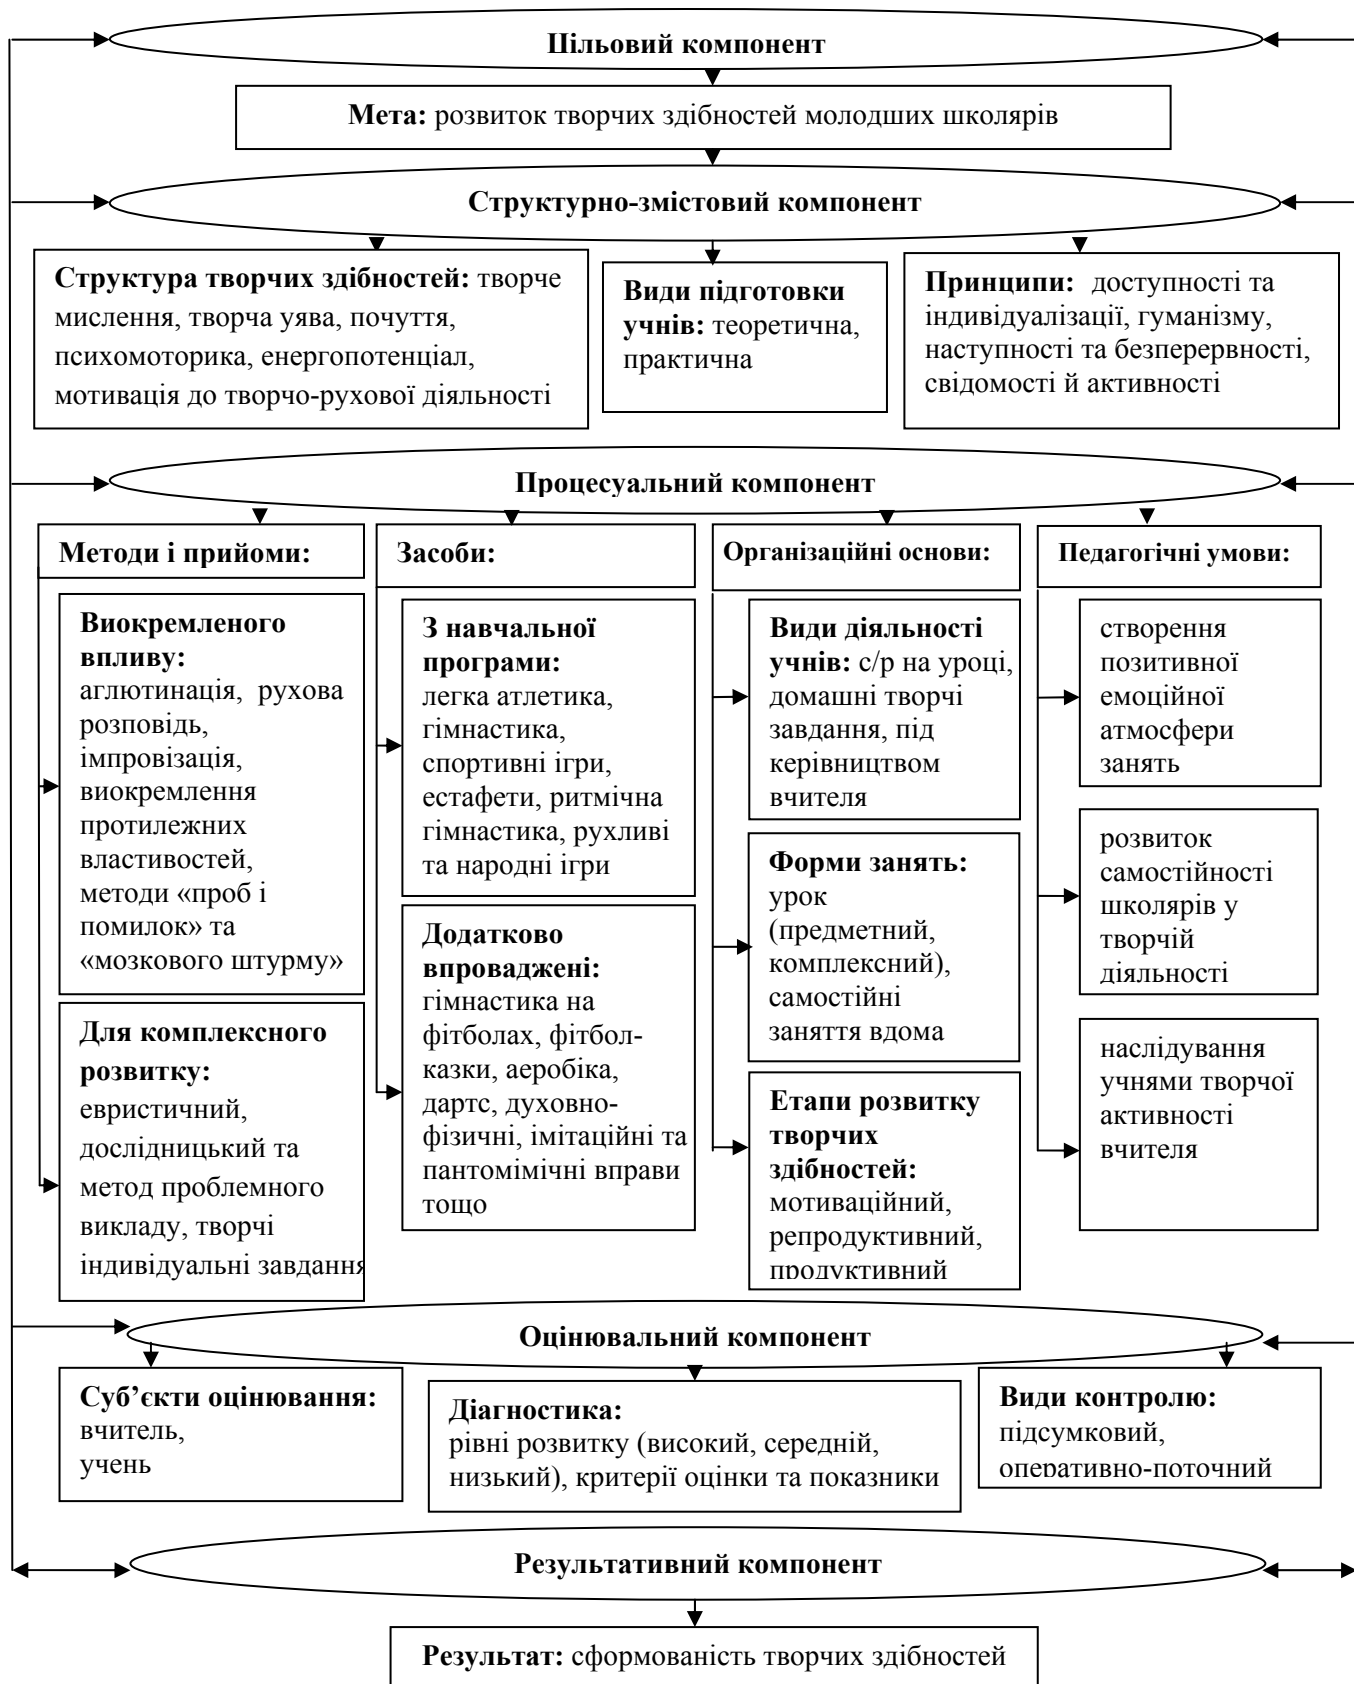 Цільовий компонент
Мета: розвиток творчих здібностей молодших школярів
Структурно-змістовий компонент
Структура творчих здібностей: творче
мислення, творча уява, почуття,
психомоторика, енергопотенціал,
мотивація до творчо-рухової діяльності
Види підготовки
учнів: теоретична,
практична
Принципи: доступності та
індивідуалізації, гуманізму,
наступності та безперервності,
свідомості й активності
Процесуальний компонент
Методи і прийоми:
Виокремленого
впливу:
аглютинація, рухова
розповідь,
імпровізація,
виокремлення
протилежних
властивостей,
методи «проб і
помилок» та
«мозкового штурму»
Для комплексного
розвитку:
евристичний,
дослідницький та
метод проблемного
викладу, творчі
індивідуальні завдання
Засоби:
З навчальної
програми:
легка атлетика,
гімнастика,
спортивні ігри,
естафети, ритмічна
гімнастика, рухливі
та народні ігри
Додатково
впроваджені:
гімнастика на
фітболах, фітбол-
казки, аеробіка,
дартс, духовно-
фізичні, імітаційні та
пантомімічні вправи
тощо
Організаційні основи:
Види діяльності
учнів: с/р на уроці,
домашні творчі
завдання, під
керівництвом
вчителя
Форми занять:
урок
(предметний,
комплексний),
самостійні
заняття вдома
Етапи розвитку
творчих
здібностей:
мотиваційний,
репродуктивний,
продуктивний
Педагогічні умови:
створення
позитивної
емоційної
атмосфери
занять
розвиток
самостійності
школярів у
творчій
діяльності
наслідування
учнями творчої
активності
вчителя
Оцінювальний компонент
Суб’єкти оцінювання:
вчитель,
учень
Діагностика:
рівні розвитку (високий, середній,
низький), критерії оцінки та показники
Види контролю:
підсумковий,
оперативно-поточний
Результативний компонент
Результат: сформованість творчих здібностей